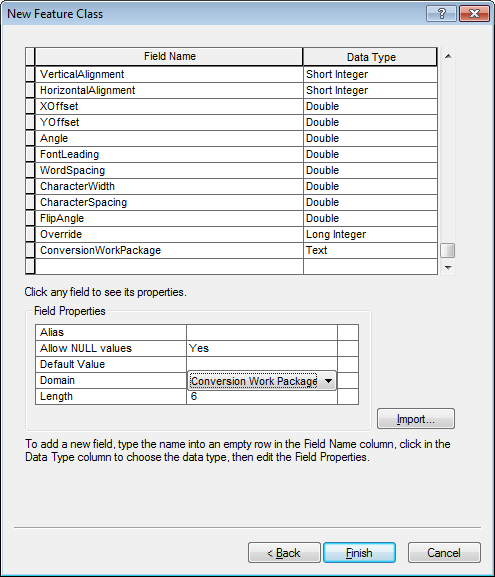 New Feature Class
Field Name Data Type
VerticalAlignment Short Integer
HorizontalAlignment Short Integer
XOffset Double
YOffset Double
Angle Double
FontLeading Double
WordSpacing Double
CharacterWidth Double
CharacterSpacing Double
FlipAngle Double
Override Long Integer
ConversionWorkPackage Text
Click any field to see its properties.
Field Properties
Alias
Allow NULL values Yes
Default Value
Domain Conversion Work Package
Length 6
Import...
To add a new field, type the name into an empty row in the Field Name column, click in the
Data Type column to choose the data type, then edit the Field Properties.
< Back Finish Cancel